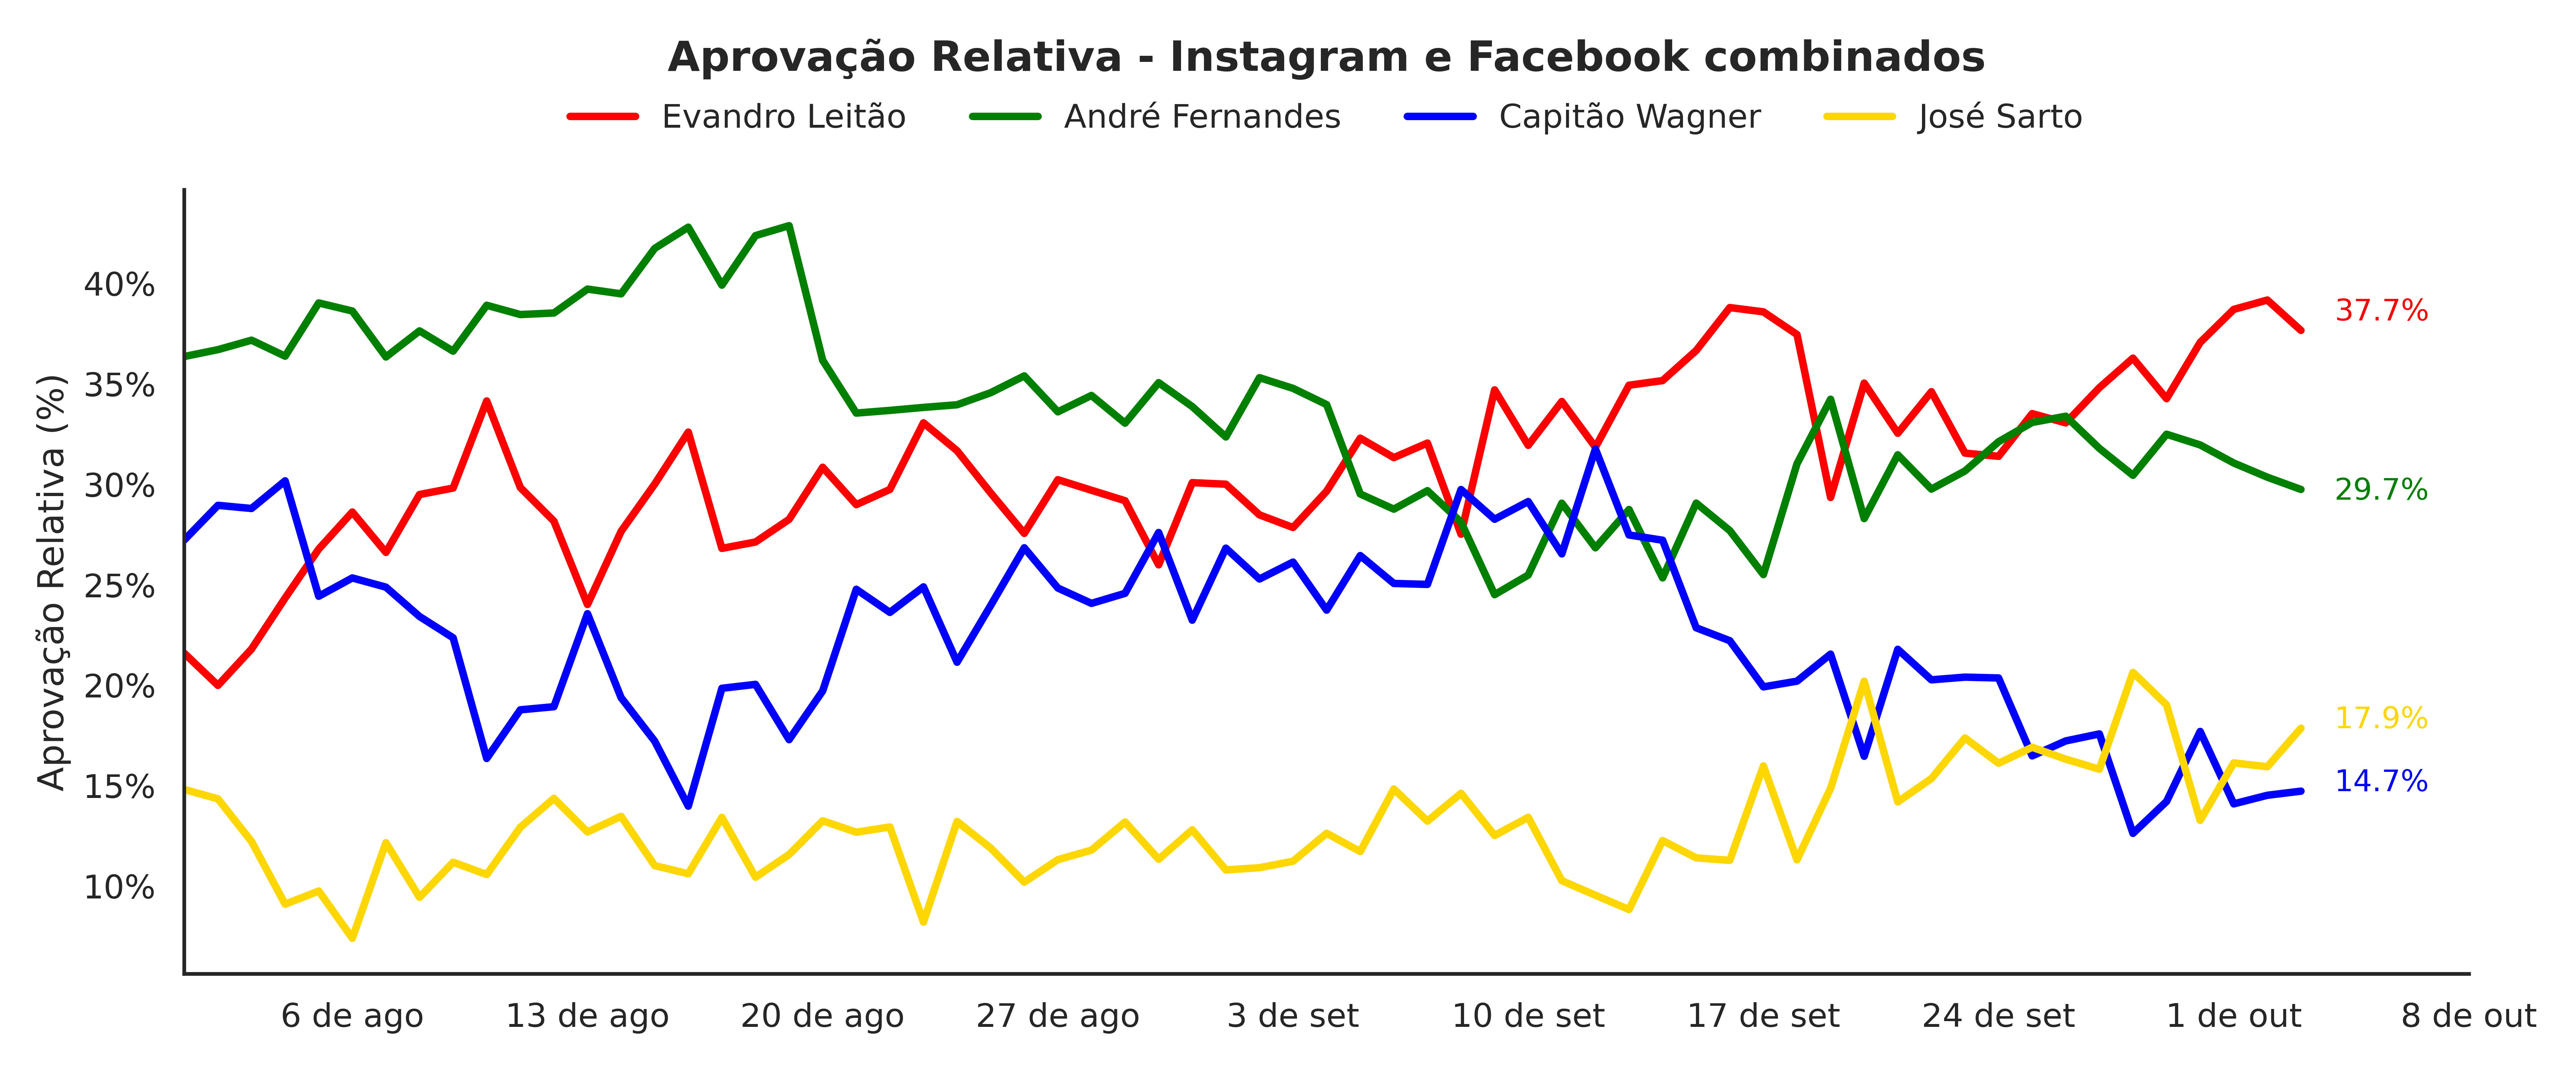 Aprovação Relativa - Instagram e Facebook combinados
Evandro Leitão André Fernandes Capitão Wagner José Sarto
Aprovação Relativa (%)
40%
35%
30%
25%
20%
15%
10%
37.7%
29.7%
17.9%
14.7%
6 de ago 13 de ago 20 de ago 27 de ago 3 de set 10 de set 17 de set 24 de set 1 de out 8 de out